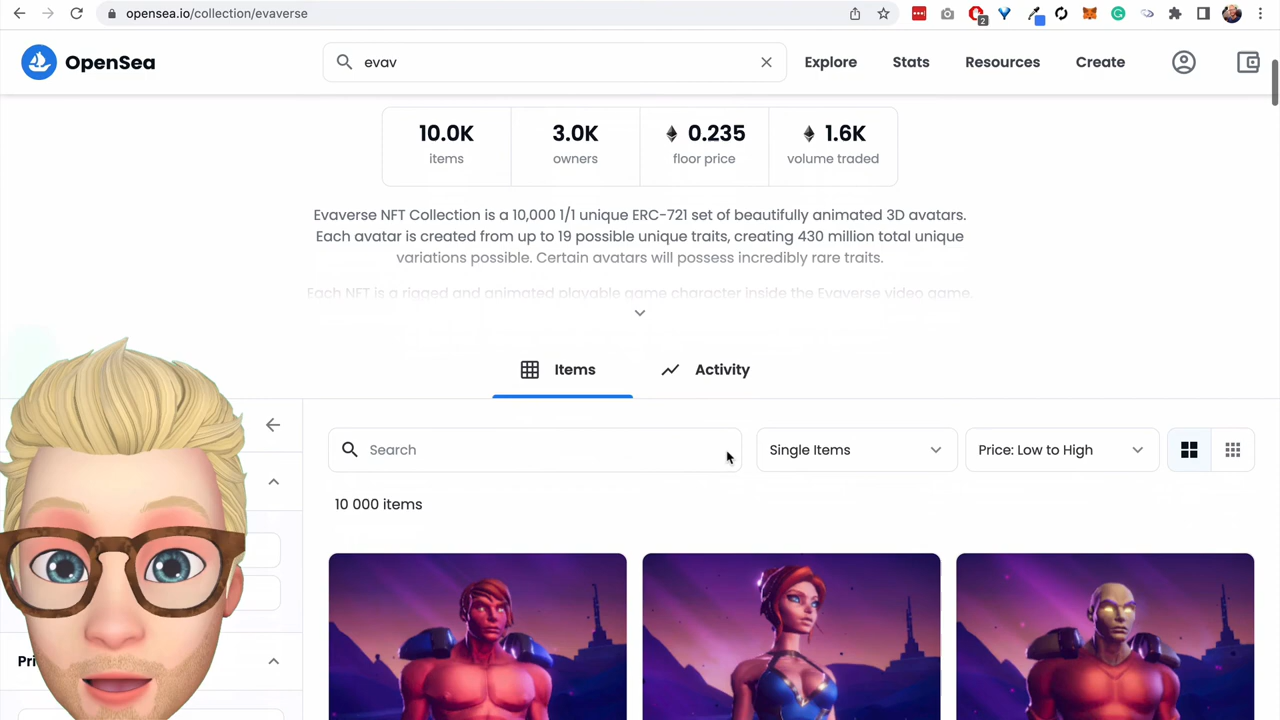 opensea.io/collection/evaverse
2
OpenSea
evav
Explore
Stats
Resources
Create
10.0K
items
3.0K
owners
0.235
floor price
1.6K
volume traded
Evaverse NFT Collection is a 10,000 1/1 unique ERC-721 set of beautifully animated 3D avatars.
Each avatar is created from up to 19 possible unique traits, creating 430 million total unique
variations possible. Certain avatars will possess incredibly rare traits.
Each NFT is a rigged and animated playable game character inside the Evaverse video game.
Items
Activity
Search
Single Items
Price: Low to High
10 000 items
Pri